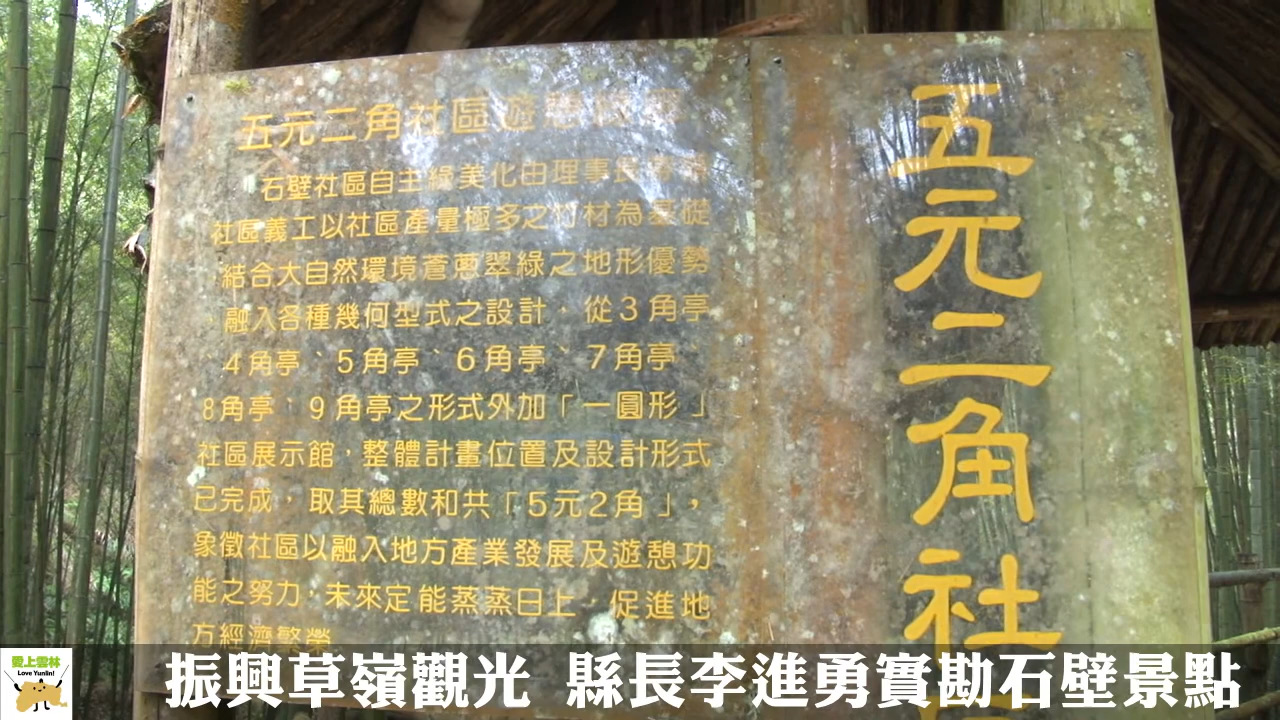 五元二角社區遊憩
石壁社區自主綠美化由理事長
社區義工以社區產量極多之竹材為基礎
結合大自然環境蒼蔥翠綠之地形優勢
融入各種幾何型式之設計,從3角亭
、4角亭、5角亭、6角亭、7角亭、
8角亭、9角亭之形式外加「一圓形」
社區展示館,整體計畫位置及設計形式
已完成,取其總數和共「5元2角」,
象徵社區以融入地方產業發展及遊憩功
能之努力,未來定能蒸蒸日上,促進地
方經濟繁榮
五元二角社
愛上雲林
Love Yunlin!
振興草嶺觀光 縣長李進勇實勘石壁景點